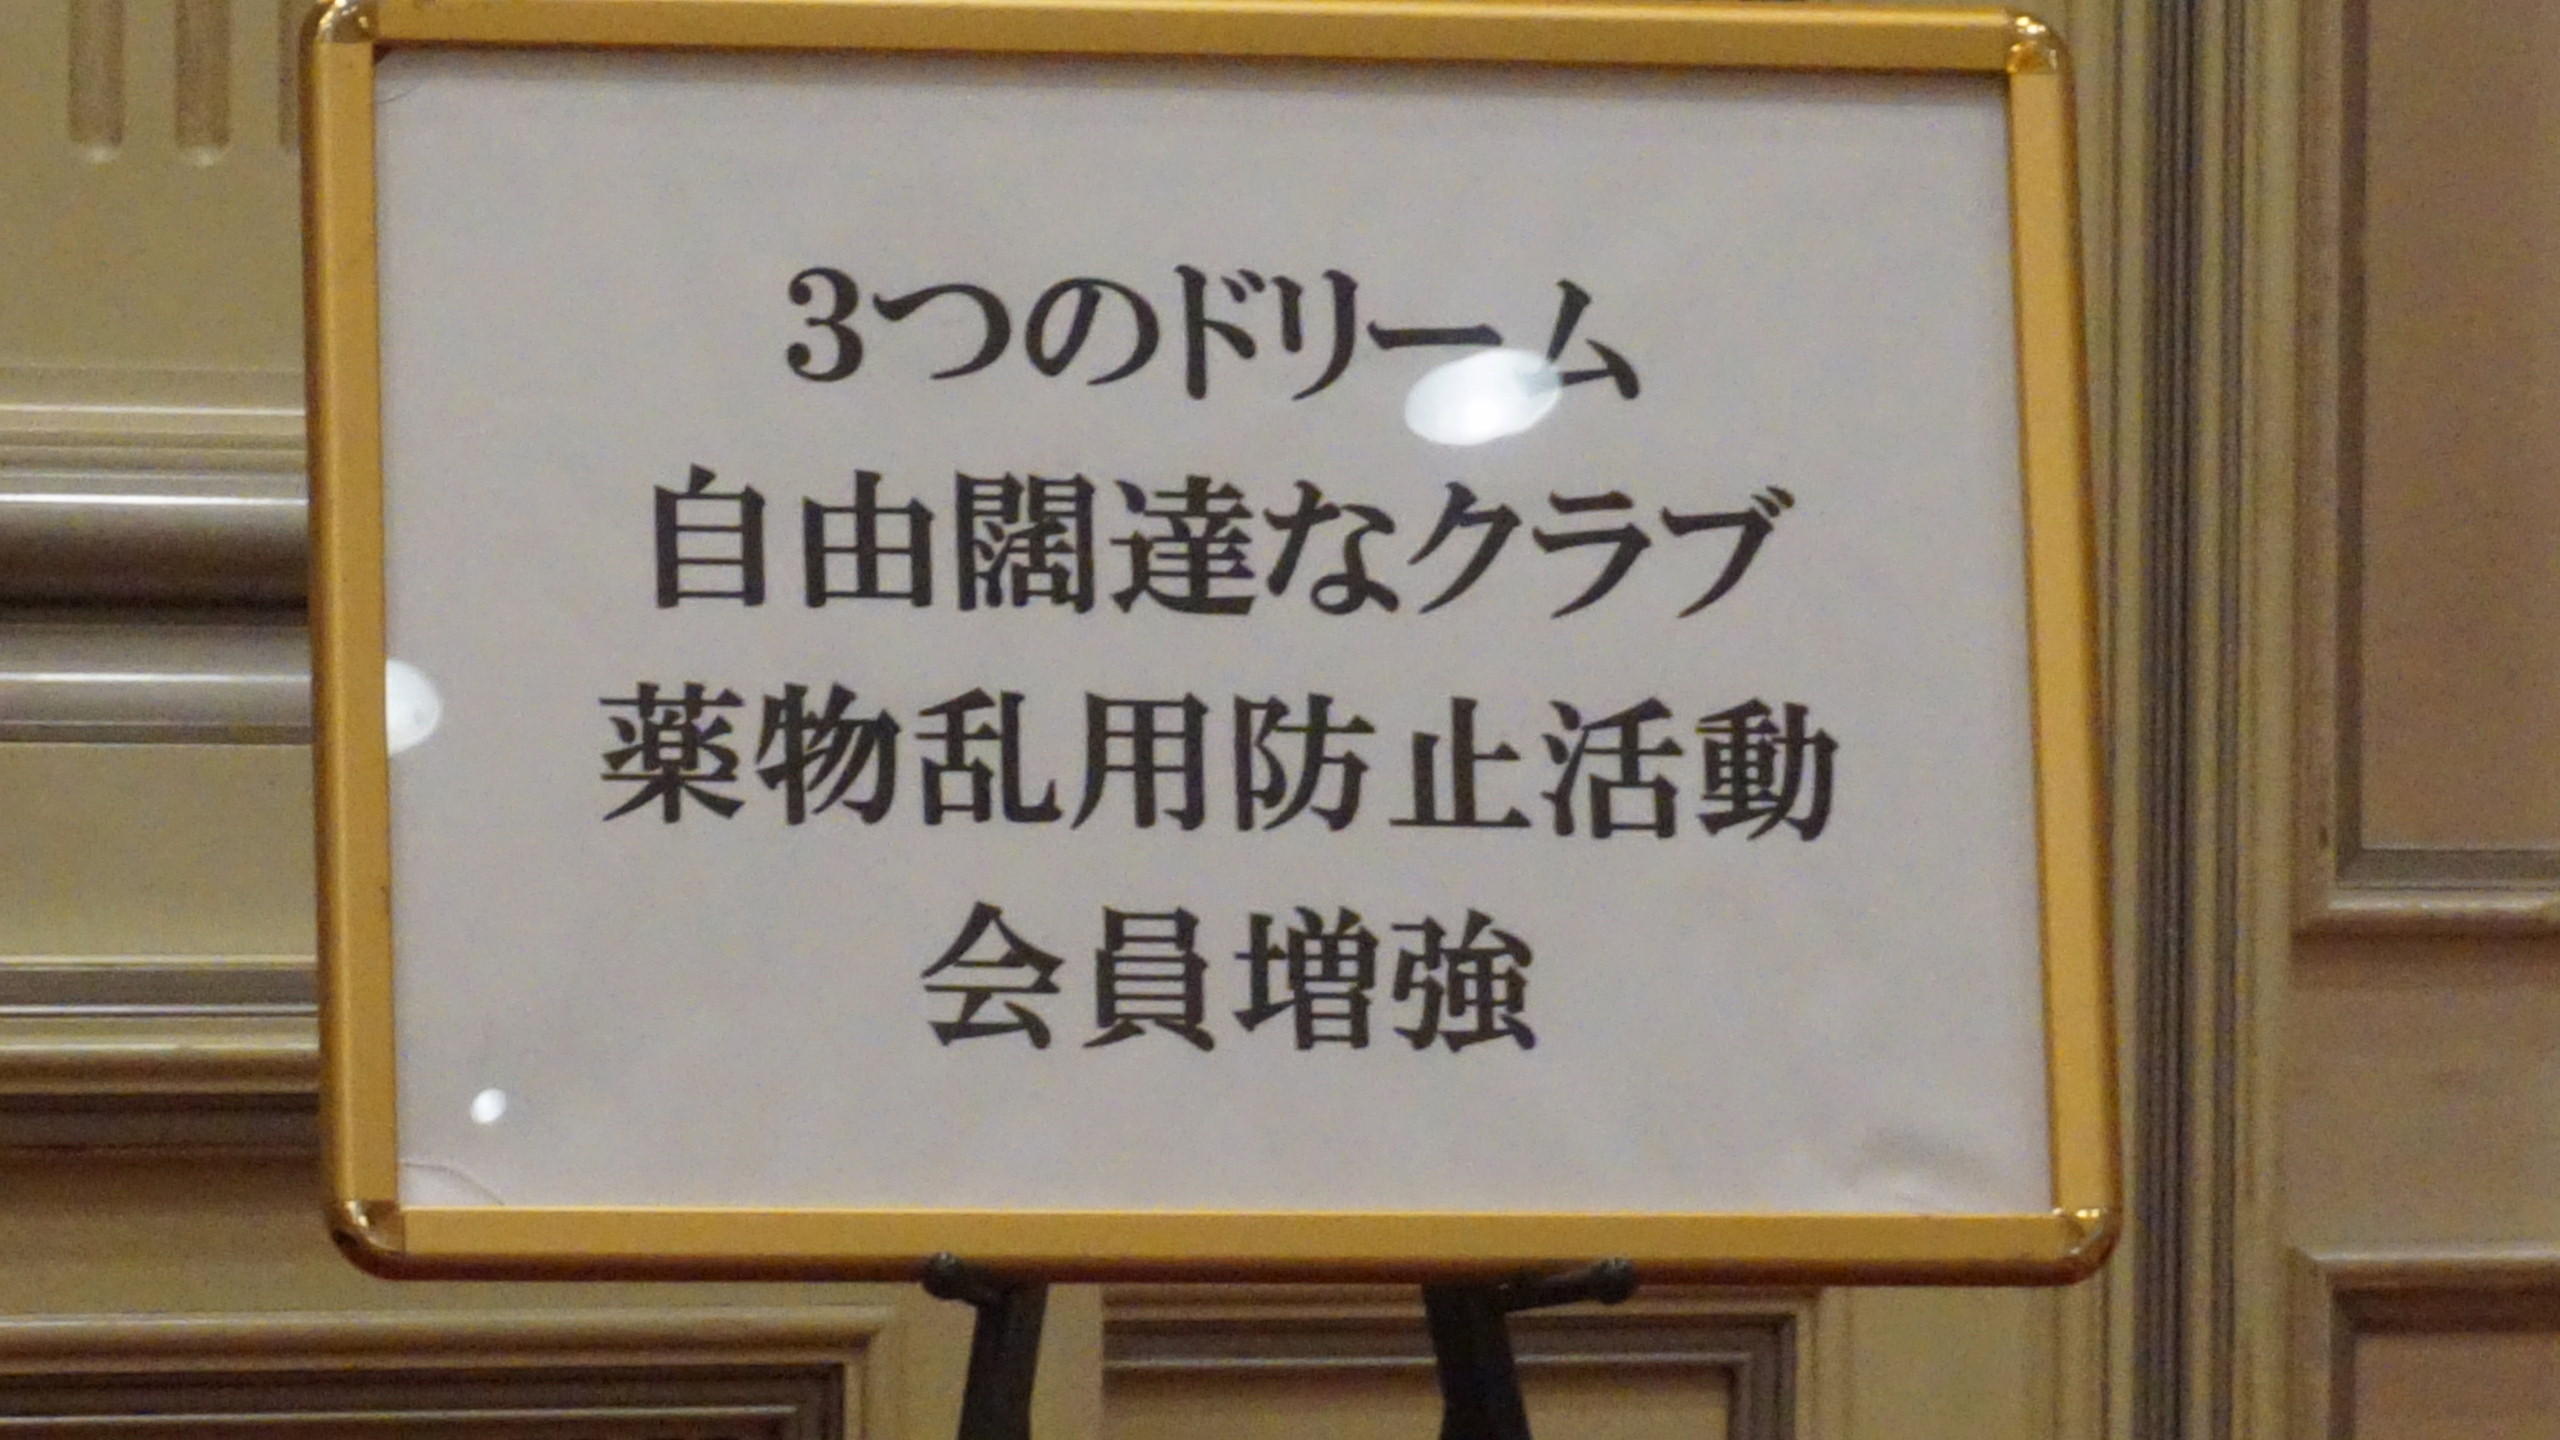 3つのドリーム
自由闊達なクラブ
薬物乱用防止活動
会員増強